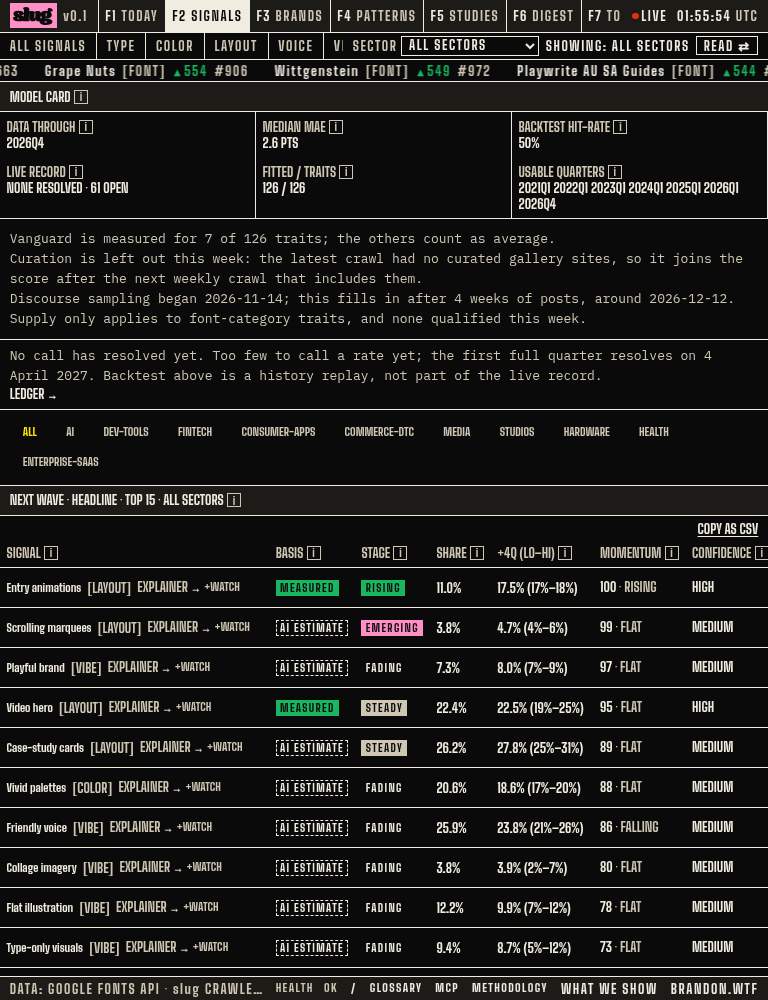 slug v0.1 F1 TODAY F2 SIGNALS F3 BRANDS F4 PATTERNS F5 STUDIES F6 DIGEST F7 TO LIVE 01:55:54 UTC
ALL SIGNALS TYPE COLOR LAYOUT VOICE SECTOR ALL SECTORS SHOWING: ALL SECTORS READ ⇄
Grape Nuts [FONT] ▲554 #906 Wittgenstein [FONT] ▲549 #972 Playwrite AU SA Guides [FONT] ▲544
MODEL CARD i
DATA THROUGH i
2026Q4
MEDIAN MAE i
2.6 PTS
BACKTEST HIT-RATE i
50%
LIVE RECORD i
NONE RESOLVED · 61 OPEN
FITTED / TRAITS i
126 / 126
USABLE QUARTERS i
2021Q1 2022Q1 2023Q1 2024Q1 2025Q1 2026Q1
2026Q4
Vanguard is measured for 7 of 126 traits; the others count as average.
Curation is left out this week: the latest crawl had no curated gallery sites, so it joins the
score after the next weekly crawl that includes them.
Discourse sampling began 2026-11-14; this fills in after 4 weeks of posts, around 2026-12-12.
Supply only applies to font-category traits, and none qualified this week.
No call has resolved yet. Too few to call a rate yet; the first full quarter resolves on 4
April 2027. Backtest above is a history replay, not part of the live record.
LEDGER →
ALL AI DEV-TOOLS FINTECH CONSUMER-APPS COMMERCE-DTC MEDIA STUDIOS HARDWARE HEALTH
ENTERPRISE-SAAS
NEXT WAVE · HEADLINE · TOP 15 · ALL SECTORS i
COPY AS CSV
SIGNAL i BASIS i STAGE i SHARE i +4Q (LO–HI) i MOMENTUM i CONFIDENCE i
Entry animations [LAYOUT] EXPLAINER → +WATCH MEASURED RISING 11.0% 17.5% (17%–18%) 100 · RISING HIGH
Scrolling marquees [LAYOUT] EXPLAINER → +WATCH AI ESTIMATE EMERGING 3.8% 4.7% (4%–6%) 99 · FLAT MEDIUM
Playful brand [VIBE] EXPLAINER → +WATCH AI ESTIMATE FADING 7.3% 8.0% (7%–9%) 97 · FLAT MEDIUM
Video hero [LAYOUT] EXPLAINER → +WATCH MEASURED STEADY 22.4% 22.5% (19%–25%) 95 · FLAT HIGH
Case-study cards [LAYOUT] EXPLAINER → +WATCH AI ESTIMATE STEADY 26.2% 27.8% (25%–31%) 89 · FLAT MEDIUM
Vivid palettes [COLOR] EXPLAINER → +WATCH AI ESTIMATE FADING 20.6% 18.6% (17%–20%) 88 · FLAT MEDIUM
Friendly voice [VIBE] EXPLAINER → +WATCH AI ESTIMATE FADING 25.9% 23.8% (21%–26%) 86 · FALLING MEDIUM
Collage imagery [VIBE] EXPLAINER → +WATCH AI ESTIMATE FADING 3.8% 3.9% (2%–7%) 80 · FLAT MEDIUM
Flat illustration [VIBE] EXPLAINER → +WATCH AI ESTIMATE FADING 12.2% 9.9% (7%–12%) 78 · FLAT MEDIUM
Type-only visuals [VIBE] EXPLAINER → +WATCH AI ESTIMATE FADING 9.4% 8.7% (5%–12%) 73 · FLAT MEDIUM
DATA: GOOGLE FONTS API · slug CRAWLE… HEALTH OK / GLOSSARY MCP METHODOLOGY WHAT WE SHOW BRANDON.WTF